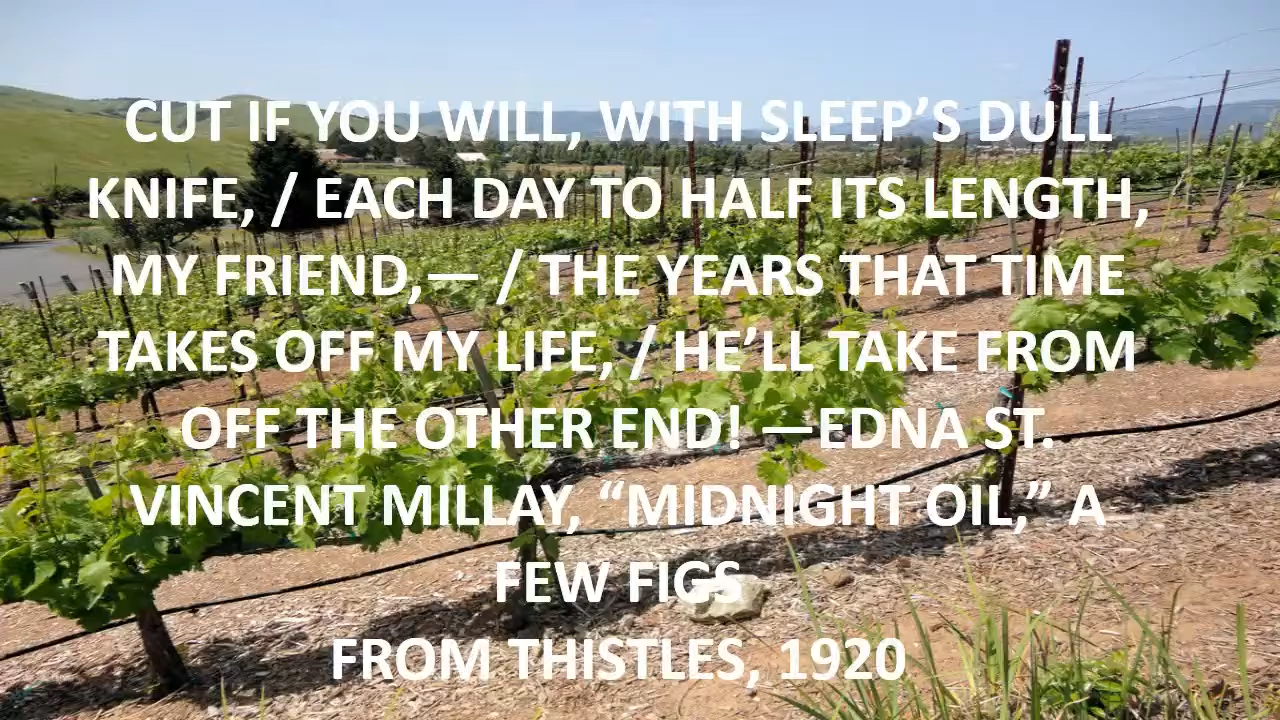 CUT IF YOU WILL, WITH SLEEP’S DULL
KNIFE, / EACH DAY TO HALF ITS LENGTH,
MY FRIEND,— / THE YEARS THAT TIME
TAKES OFF MY LIFE, / HE’LL TAKE FROM
OFF THE OTHER END! —EDNA ST.
VINCENT MILLAY, “MIDNIGHT OIL,” A
FEW FIGS
FROM THISTLES, 1920